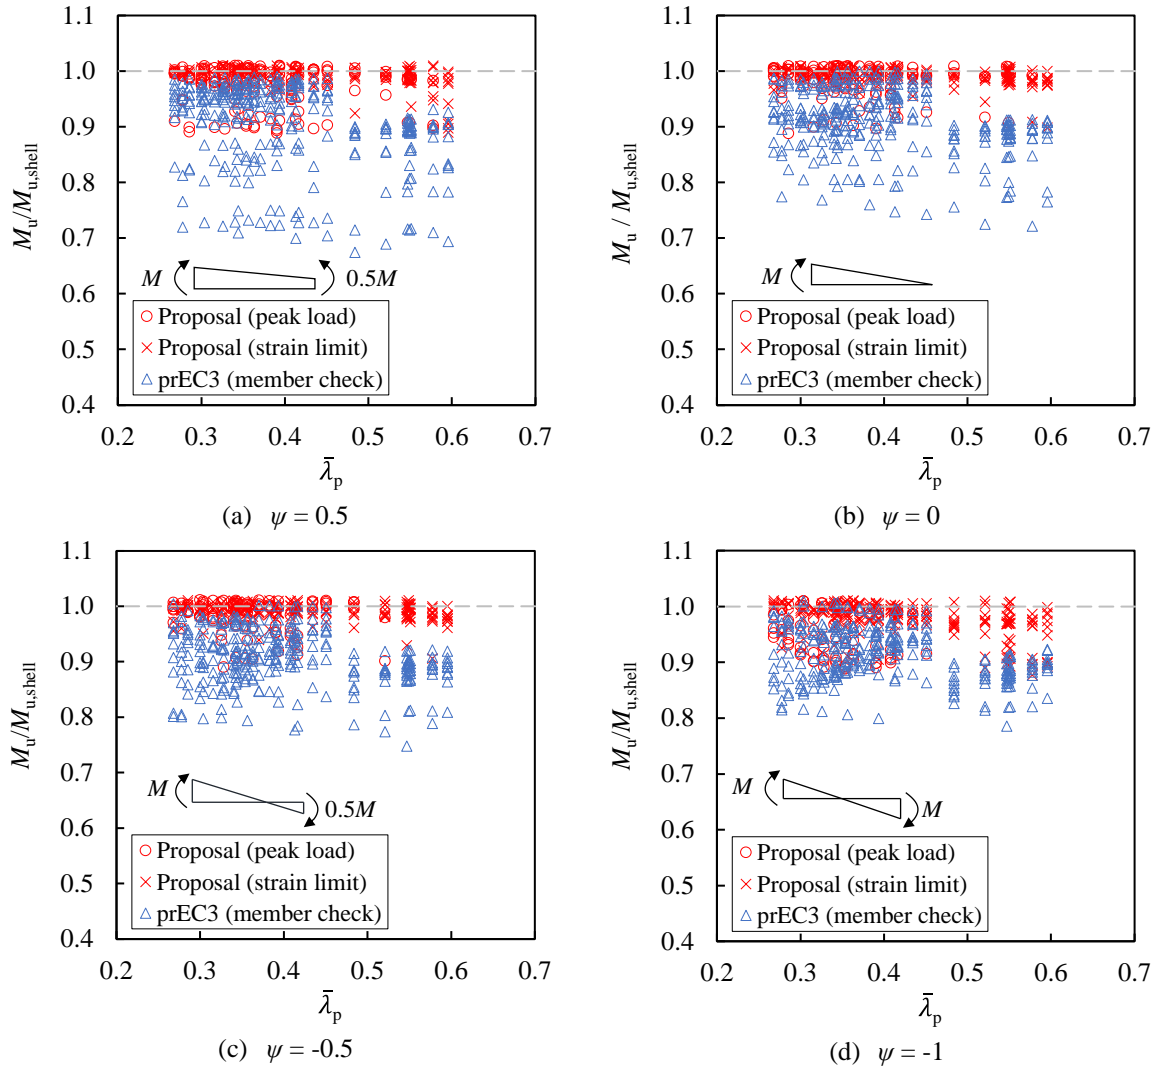 1.1
1.0
0.9
0.8
0.7
0.6
0.5
0.4
Mu/Mu,shell
M
0.5M
Proposal (peak load)
Proposal (strain limit)
prEC3 (member check)
0.2 0.3 0.4 0.5 0.6 0.7
λ̄p
(a) ψ = 0.5
1.1
1.0
0.9
0.8
0.7
0.6
0.5
0.4
Mu / Mu,shell
M
Proposal (peak load)
Proposal (strain limit)
prEC3 (member check)
0.2 0.3 0.4 0.5 0.6 0.7
λ̄p
(b) ψ = 0
1.1
1.0
0.9
0.8
0.7
0.6
0.5
0.4
Mu/Mu,shell
M
0.5M
Proposal (peak load)
Proposal (strain limit)
prEC3 (member check)
0.2 0.3 0.4 0.5 0.6 0.7
λ̄p
(c) ψ = -0.5
1.1
1.0
0.9
0.8
0.7
0.6
0.5
0.4
Mu/Mu,shell
M
M
Proposal (peak load)
Proposal (strain limit)
prEC3 (member check)
0.2 0.3 0.4 0.5 0.6 0.7
λ̄p
(d) ψ = -1